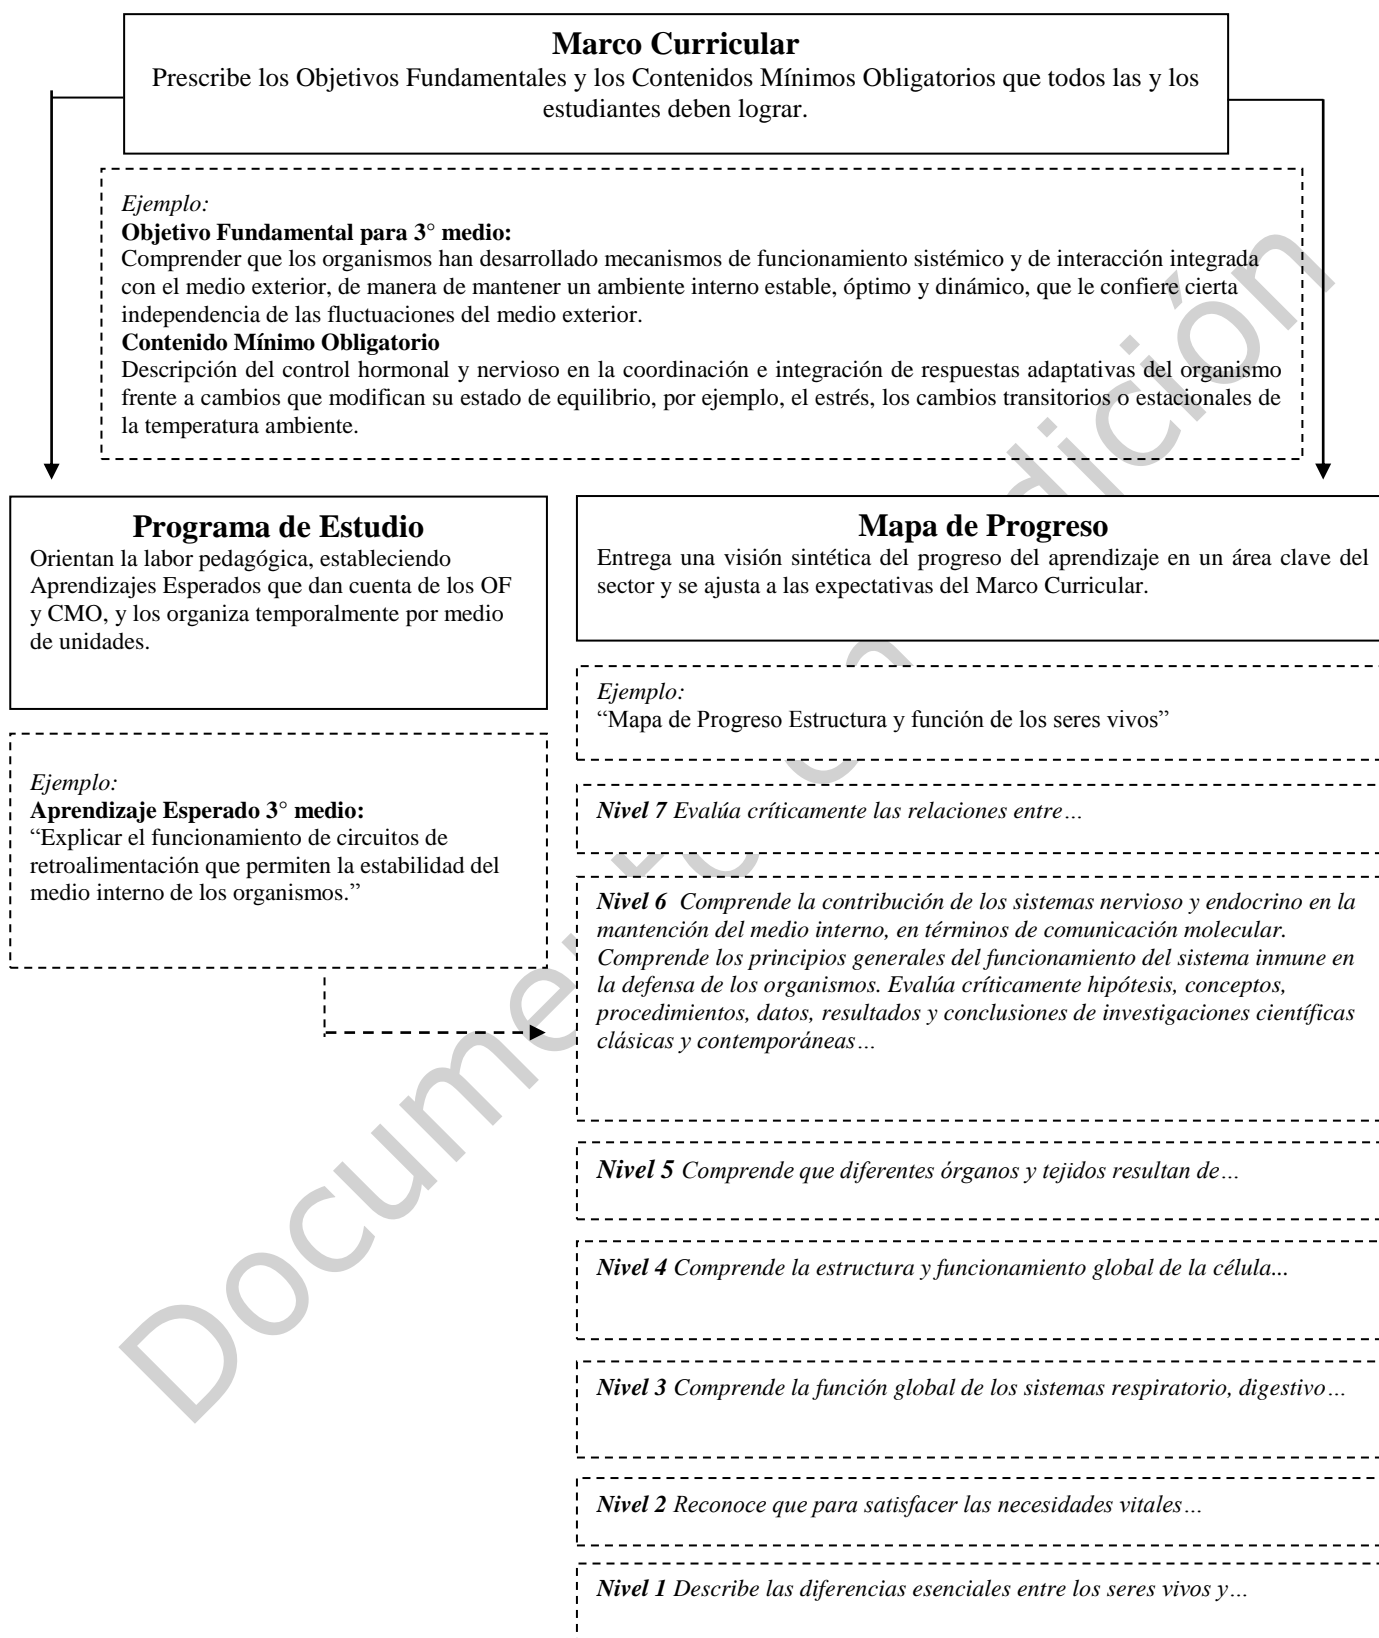 Marco Curricular
Prescribe los Objetivos Fundamentales y los Contenidos Mínimos Obligatorios que todos las y los
estudiantes deben lograr.
Ejemplo:
Objetivo Fundamental para 3° medio:
Comprender que los organismos han desarrollado mecanismos de funcionamiento sistémico y de interacción integrada
con el medio exterior, de manera de mantener un ambiente interno estable, óptimo y dinámico, que le confiere cierta
independencia de las fluctuaciones del medio exterior.
Contenido Mínimo Obligatorio
Descripción del control hormonal y nervioso en la coordinación e integración de respuestas adaptativas del organismo
frente a cambios que modifican su estado de equilibrio, por ejemplo, el estrés, los cambios transitorios o estacionales de
la temperatura ambiente.
Programa de Estudio
Orientan la labor pedagógica, estableciendo
Aprendizajes Esperados que dan cuenta de los OF
y CMO, y los organiza temporalmente por medio
de unidades.
Ejemplo:
Aprendizaje Esperado 3° medio:
“Explicar el funcionamiento de circuitos de
retroalimentación que permiten la estabilidad del
medio interno de los organismos.”
Mapa de Progreso
Entrega una visión sintética del progreso del aprendizaje en un área clave del
sector y se ajusta a las expectativas del Marco Curricular.
Ejemplo:
“Mapa de Progreso Estructura y función de los seres vivos”
Nivel 7 Evalúa críticamente las relaciones entre…
Nivel 6 Comprende la contribución de los sistemas nervioso y endocrino en la
mantención del medio interno, en términos de comunicación molecular.
Comprende los principios generales del funcionamiento del sistema inmune en
la defensa de los organismos. Evalúa críticamente hipótesis, conceptos,
procedimientos, datos, resultados y conclusiones de investigaciones científicas
clásicas y contemporáneas…
Nivel 5 Comprende que diferentes órganos y tejidos resultan de…
Nivel 4 Comprende la estructura y funcionamiento global de la célula...
Nivel 3 Comprende la función global de los sistemas respiratorio, digestivo…
Nivel 2 Reconoce que para satisfacer las necesidades vitales…
Nivel 1 Describe las diferencias esenciales entre los seres vivos y…